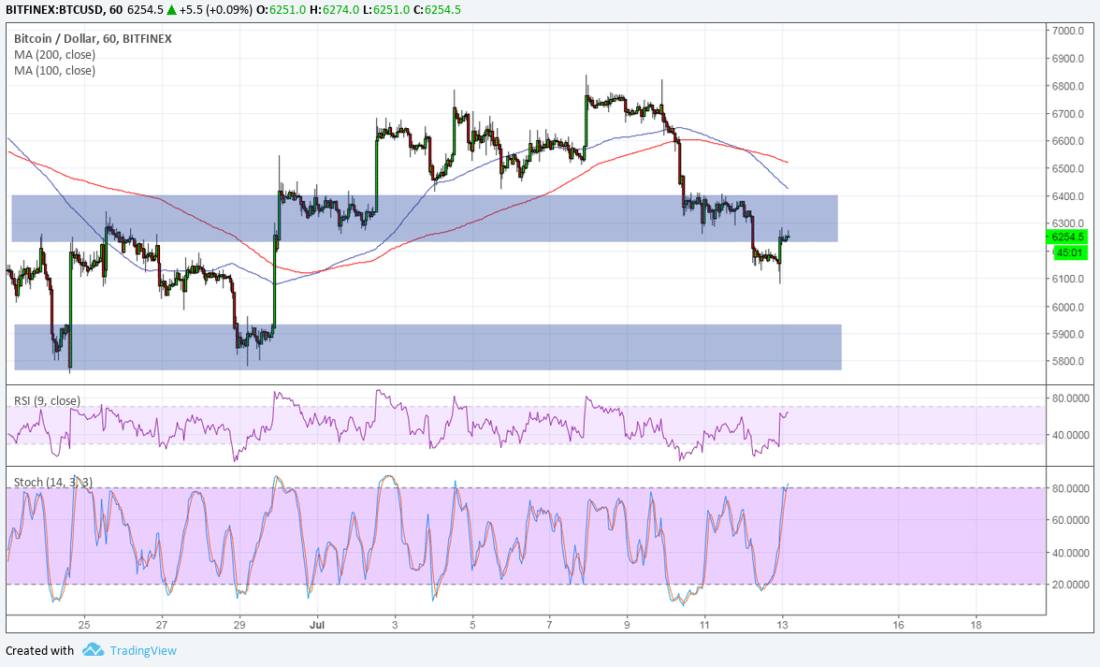 BITFINEX:BTCUSD, 60 6254.5 ▲ +5.5 (+0.09%) O:6251.0 H:6274.0 L:6251.0 C:6254.5
Bitcoin / Dollar, 60, BITFINEX
MA (200, close)
MA (100, close)
7000.0
6900.0
6800.0
6700.0
6600.0
6500.0
6400.0
6300.0
6254.5
45:01
6100.0
6000.0
5900.0
5800.0
RSI (9, close)
80.0000
40.0000
Stoch (14, 3, 3)
80.0000
60.0000
40.0000
20.0000
25 27 29 Jul 3 5 7 9 11 13 16 18
Created with TradingView